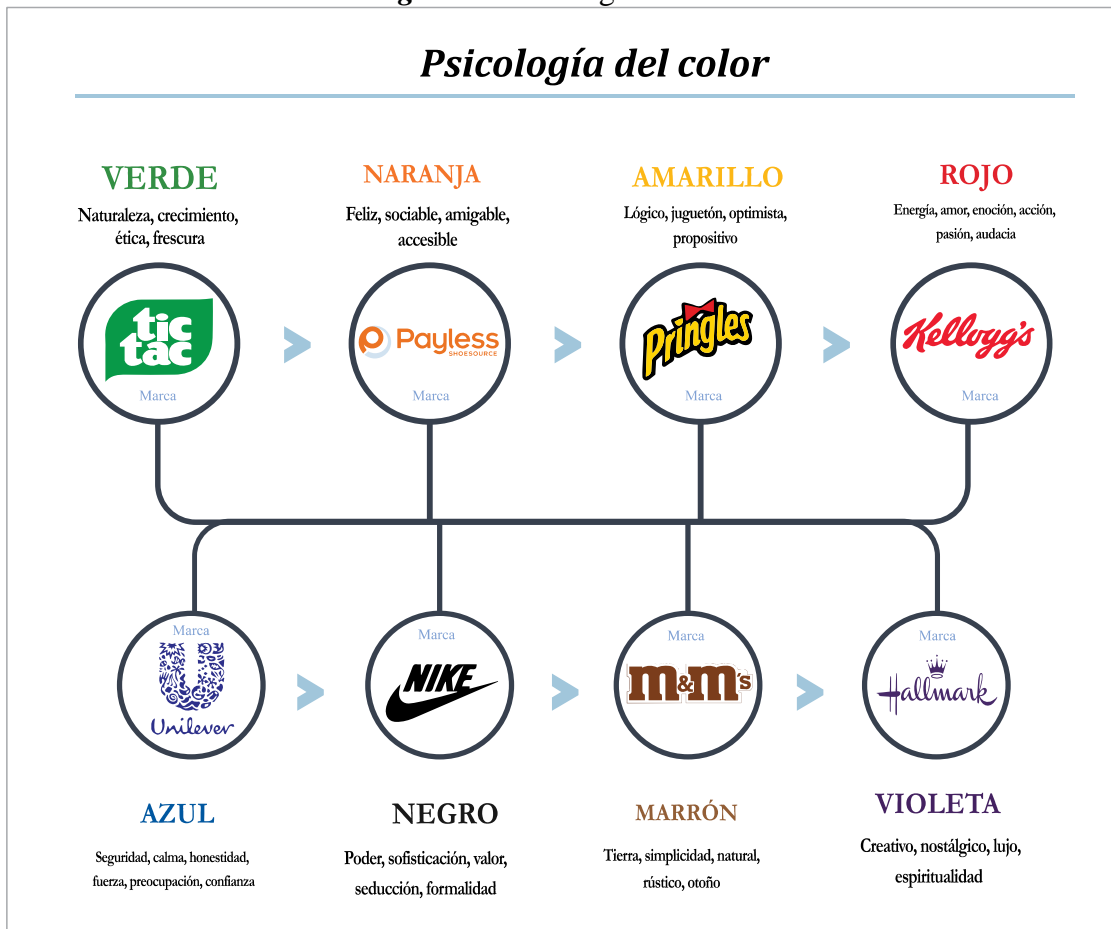 Psicología del color
VERDE
Naturaleza, crecimiento,
ética, frescura
tic
tac
Marca
NARANJA
Feliz, sociable, amigable,
accesible
Payless
SHOESOURCE
Marca
AMARILLO
Lógico, juguetón, optimista,
propositivo
Pringles
Marca
ROJO
Energía, amor, enoción, acción,
pasión, audacia
Kellogg's
Marca
Marca
Unilever
AZUL
Seguridad, calma, honestidad,
fuerza, preocupación, confianza
Marca
NIKE
NEGRO
Poder, sofisticación, valor,
seducción, formalidad
Marca
m&m's
MARRÓN
Tierra, simplicidad, natural,
rústico, otoño
Marca
Hallmark
VIOLETA
Creativo, nostálgico, lujo,
espiritualidad